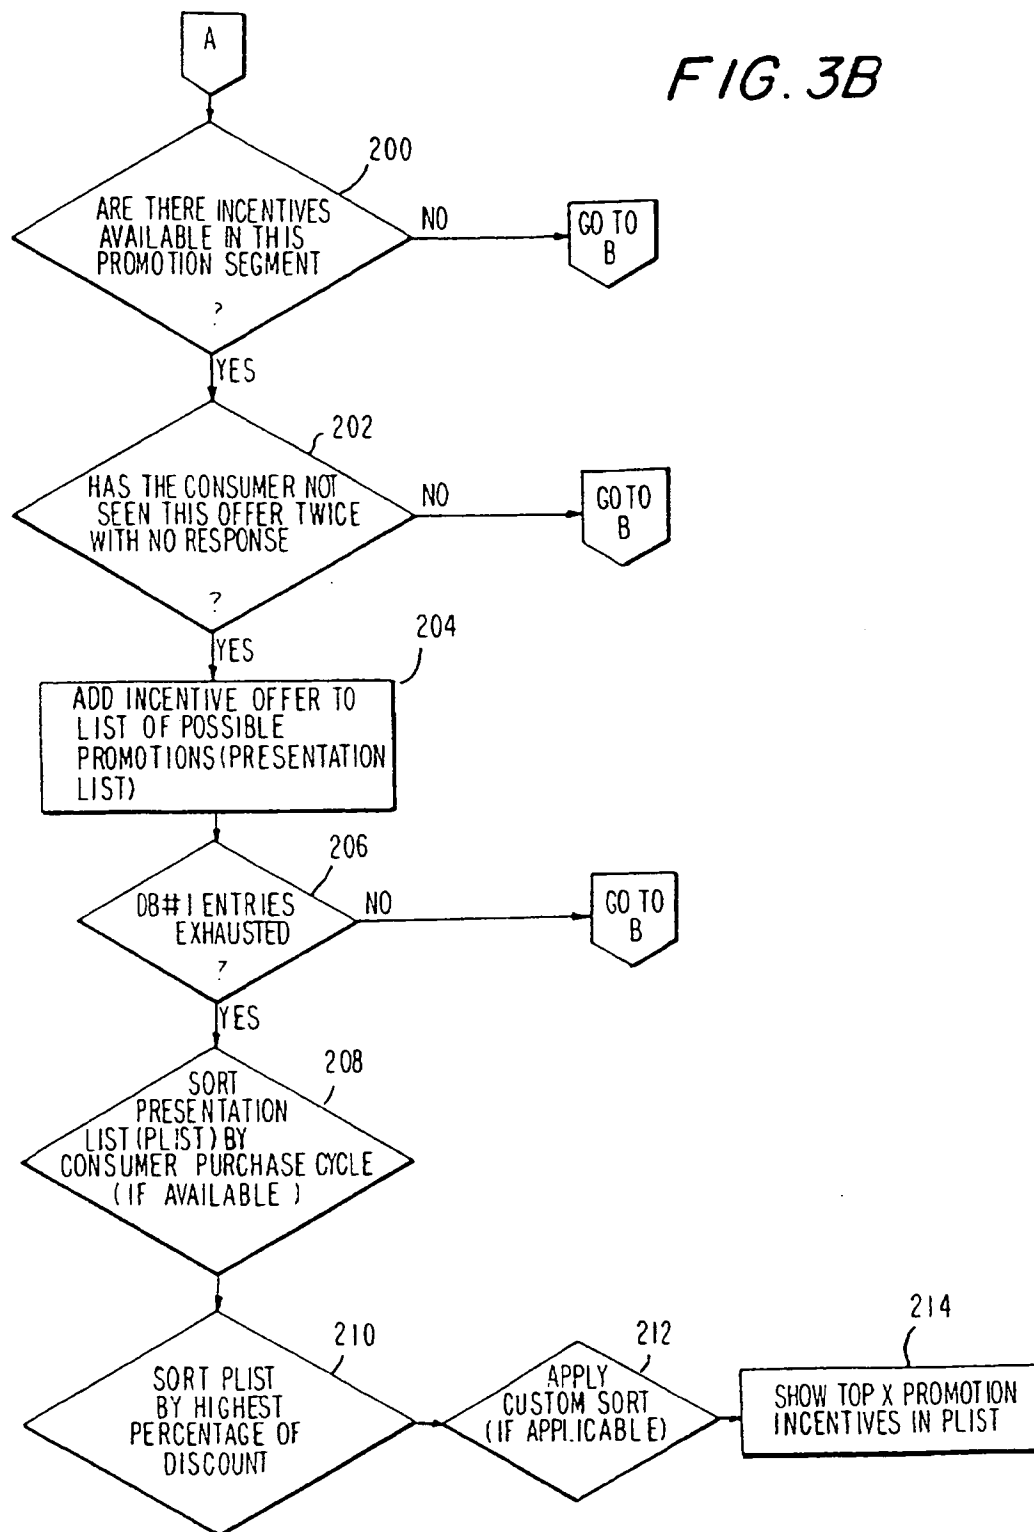 A
FIG. 3B
200
ARE THERE INCENTIVES
AVAILABLE IN THIS
PROMOTION SEGMENT
?
NO
GO TO
B
YES
202
HAS THE CONSUMER NOT
SEEN THIS OFFER TWICE
WITH NO RESPONSE
?
NO
GO TO
B
YES
204
ADD INCENTIVE OFFER TO
LIST OF POSSIBLE
PROMOTIONS(PRESENTATION
LIST)
206
DB#1 ENTRIES
EXHAUSTED
?
NO
GO TO
B
YES
208
SORT
PRESENTATION
LIST(PLIST) BY
CONSUMER PURCHASE CYCLE
(IF AVAILABLE)
210
SORT PLIST
BY HIGHEST
PERCENTAGE OF
DISCOUNT
212
APPLY
CUSTOM SORT
(IF APPLICABLE)
214
SHOW TOP X PROMOTION
INCENTIVES IN PLIST